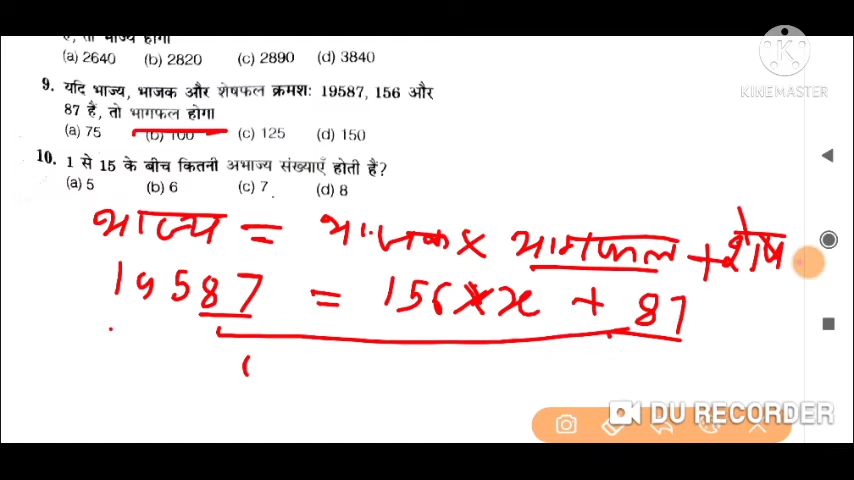 ए, तो भाज्य होगा
(a) 2640 (b) 2820 (c) 2890 (d) 3840
9. यदि भाज्य, भाजक और शेषफल क्रमशः 19587, 156 और
87 हैं, तो भागफल होगा
(a) 75 (b) 100 (c) 125 (d) 150
10. 1 से 15 के बीच कितनी अभाज्य संख्याएँ होती हैं?
(a) 5 (b) 6 (c) 7 (d) 8
भाज्य = भाजक × भागफल + शेष
19587 = 156 × x + 87
KINEMASTER
DU RECORDER